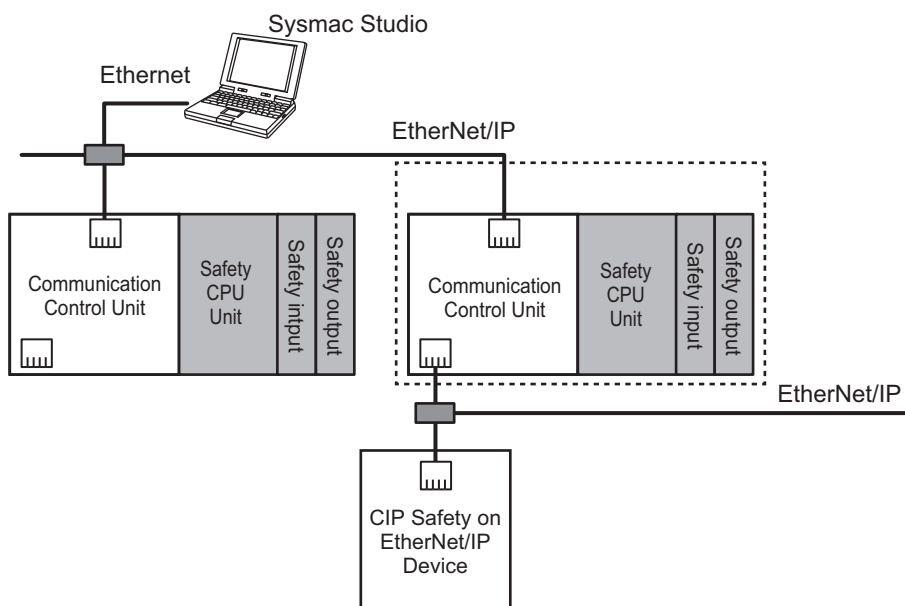 Sysmac Studio
Ethernet
EtherNet/IP
Communication
Control Unit
Safety
CPU
Unit
Safety intput
Safety output
Communication
Control Unit
Safety
CPU
Unit
Safety input
Safety output
EtherNet/IP
CIP Safety on
EtherNet/IP
Device